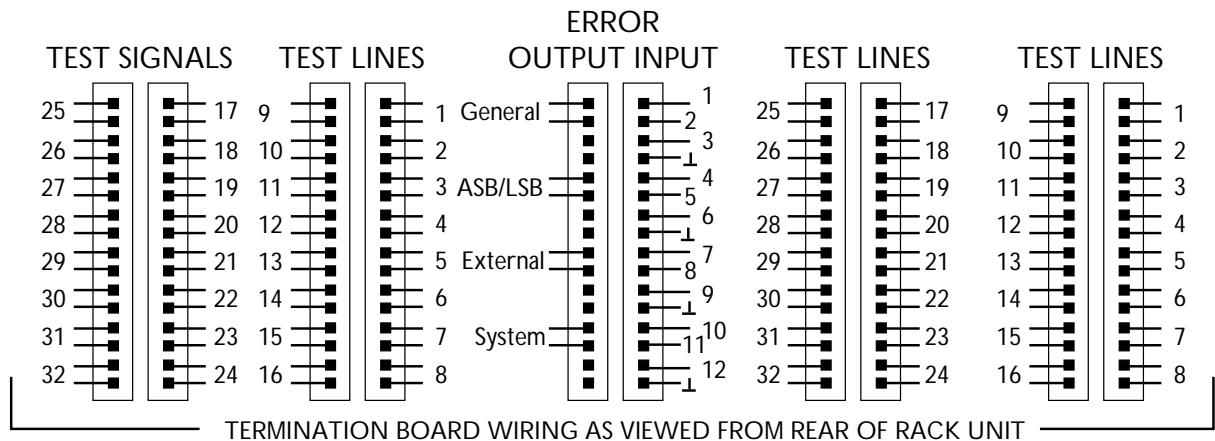 ERROR
TEST SIGNALS TEST LINES OUTPUT INPUT TEST LINES TEST LINES
25 17 9 1 General 1 25 17 9 1
2
26 18 10 2 3 26 18 10 2
27 19 11 3 ASB/LSB 4 27 19 11 3
5
28 20 12 4 6 28 20 12 4
29 21 13 5 External 7 29 21 13 5
8
30 22 14 6 9 30 22 14 6
31 23 15 7 System 10 31 23 15 7
11
32 24 16 8 12 32 24 16 8
TERMINATION BOARD WIRING AS VIEWED FROM REAR OF RACK UNIT